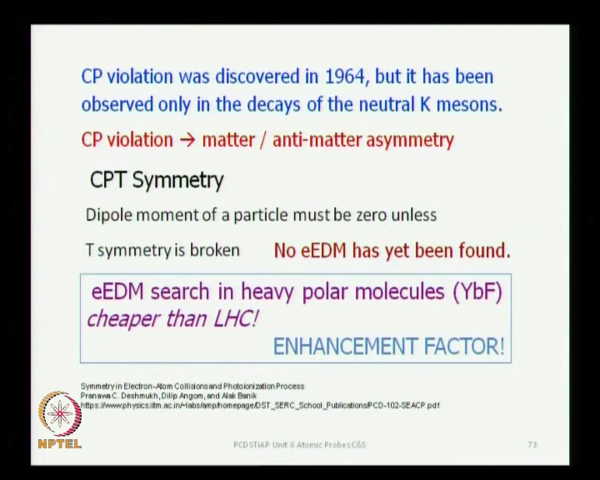 CP violation was discovered in 1964, but it has been
observed only in the decays of the neutral K mesons.
CP violation → matter / anti-matter asymmetry
CPT Symmetry
Dipole moment of a particle must be zero unless
T symmetry is broken No eEDM has yet been found.
eEDM search in heavy polar molecules (YbF)
cheaper than LHC!
ENHANCEMENT FACTOR!
Symmetry in Electron-Atom Collisions and Photoionization Process
Pranawa C. Deshmukh, Dilip Angom, and Alak Banik
https://www.physics.iitm.ac.in/~labs/amp/homepage/DST_SERC_School_Publications/PCD-102-SEACP.pdf
NPTEL
PCD STiAP Unit 6 Atomic Probes C&S
73